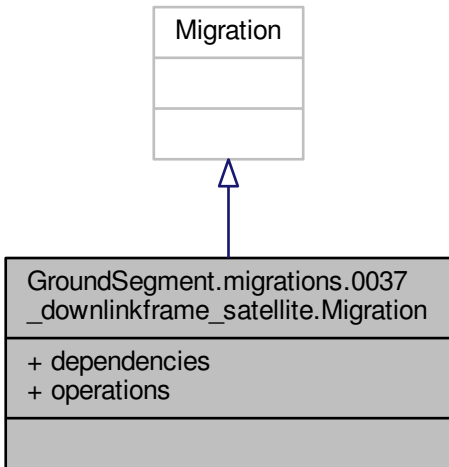 Migration
GroundSegment.migrations.0037
_downlinkframe_satellite.Migration
+ dependencies
+ operations